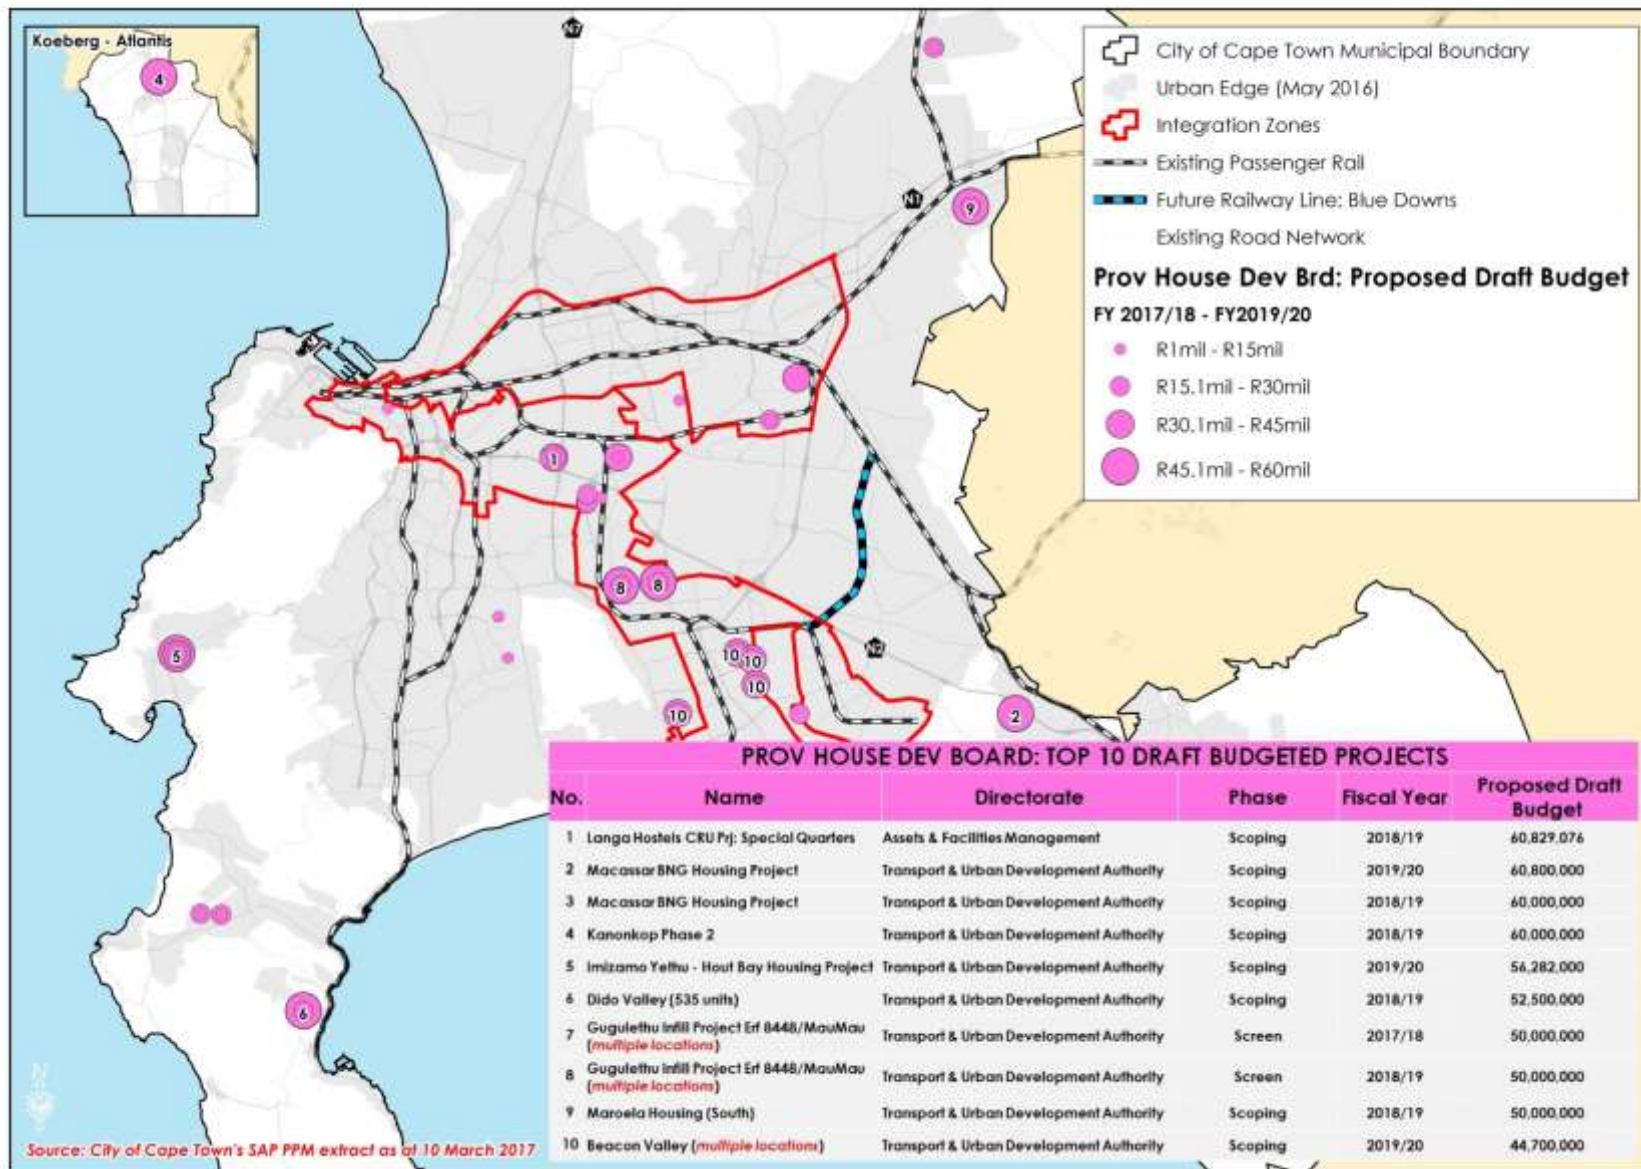 Koeberg - Atlantis
4
N7
N1
9
1
8
8
5
N2
10
10
10
10
2
6
City of Cape Town Municipal Boundary
Urban Edge (May 2016)
Integration Zones
Existing Passenger Rail
Future Railway Line: Blue Downs
Existing Road Network
Prov House Dev Brd: Proposed Draft Budget
FY 2017/18 - FY2019/20
R1mil - R15mil
R15.1mil - R30mil
R30.1mil - R45mil
R45.1mil - R60mil
PROV HOUSE DEV BOARD: TOP 10 DRAFT BUDGETED PROJECTS
No. Name Directorate Phase Fiscal Year Proposed Draft Budget
1 Langa Hostels CRU Prj: Special Quarters Assets & Facilities Management Scoping 2018/19 60,829,076
2 Macassar BNG Housing Project Transport & Urban Development Authority Scoping 2019/20 60,800,000
3 Macassar BNG Housing Project Transport & Urban Development Authority Scoping 2018/19 60,000,000
4 Kanonkop Phase 2 Transport & Urban Development Authority Scoping 2018/19 60,000,000
5 Imizamo Yethu - Hout Bay Housing Project Transport & Urban Development Authority Scoping 2019/20 56,282,000
6 Dido Valley (535 units) Transport & Urban Development Authority Scoping 2018/19 52,500,000
7 Gugulethu Infill Project Erf 8448/MauMau (multiple locations) Transport & Urban Development Authority Screen 2017/18 50,000,000
8 Gugulethu Infill Project Erf 8448/MauMau (multiple locations) Transport & Urban Development Authority Screen 2018/19 50,000,000
9 Maroela Housing (South) Transport & Urban Development Authority Scoping 2018/19 50,000,000
10 Beacon Valley (multiple locations) Transport & Urban Development Authority Scoping 2019/20 44,700,000
N
Source: City of Cape Town's SAP PPM extract as at 10 March 2017